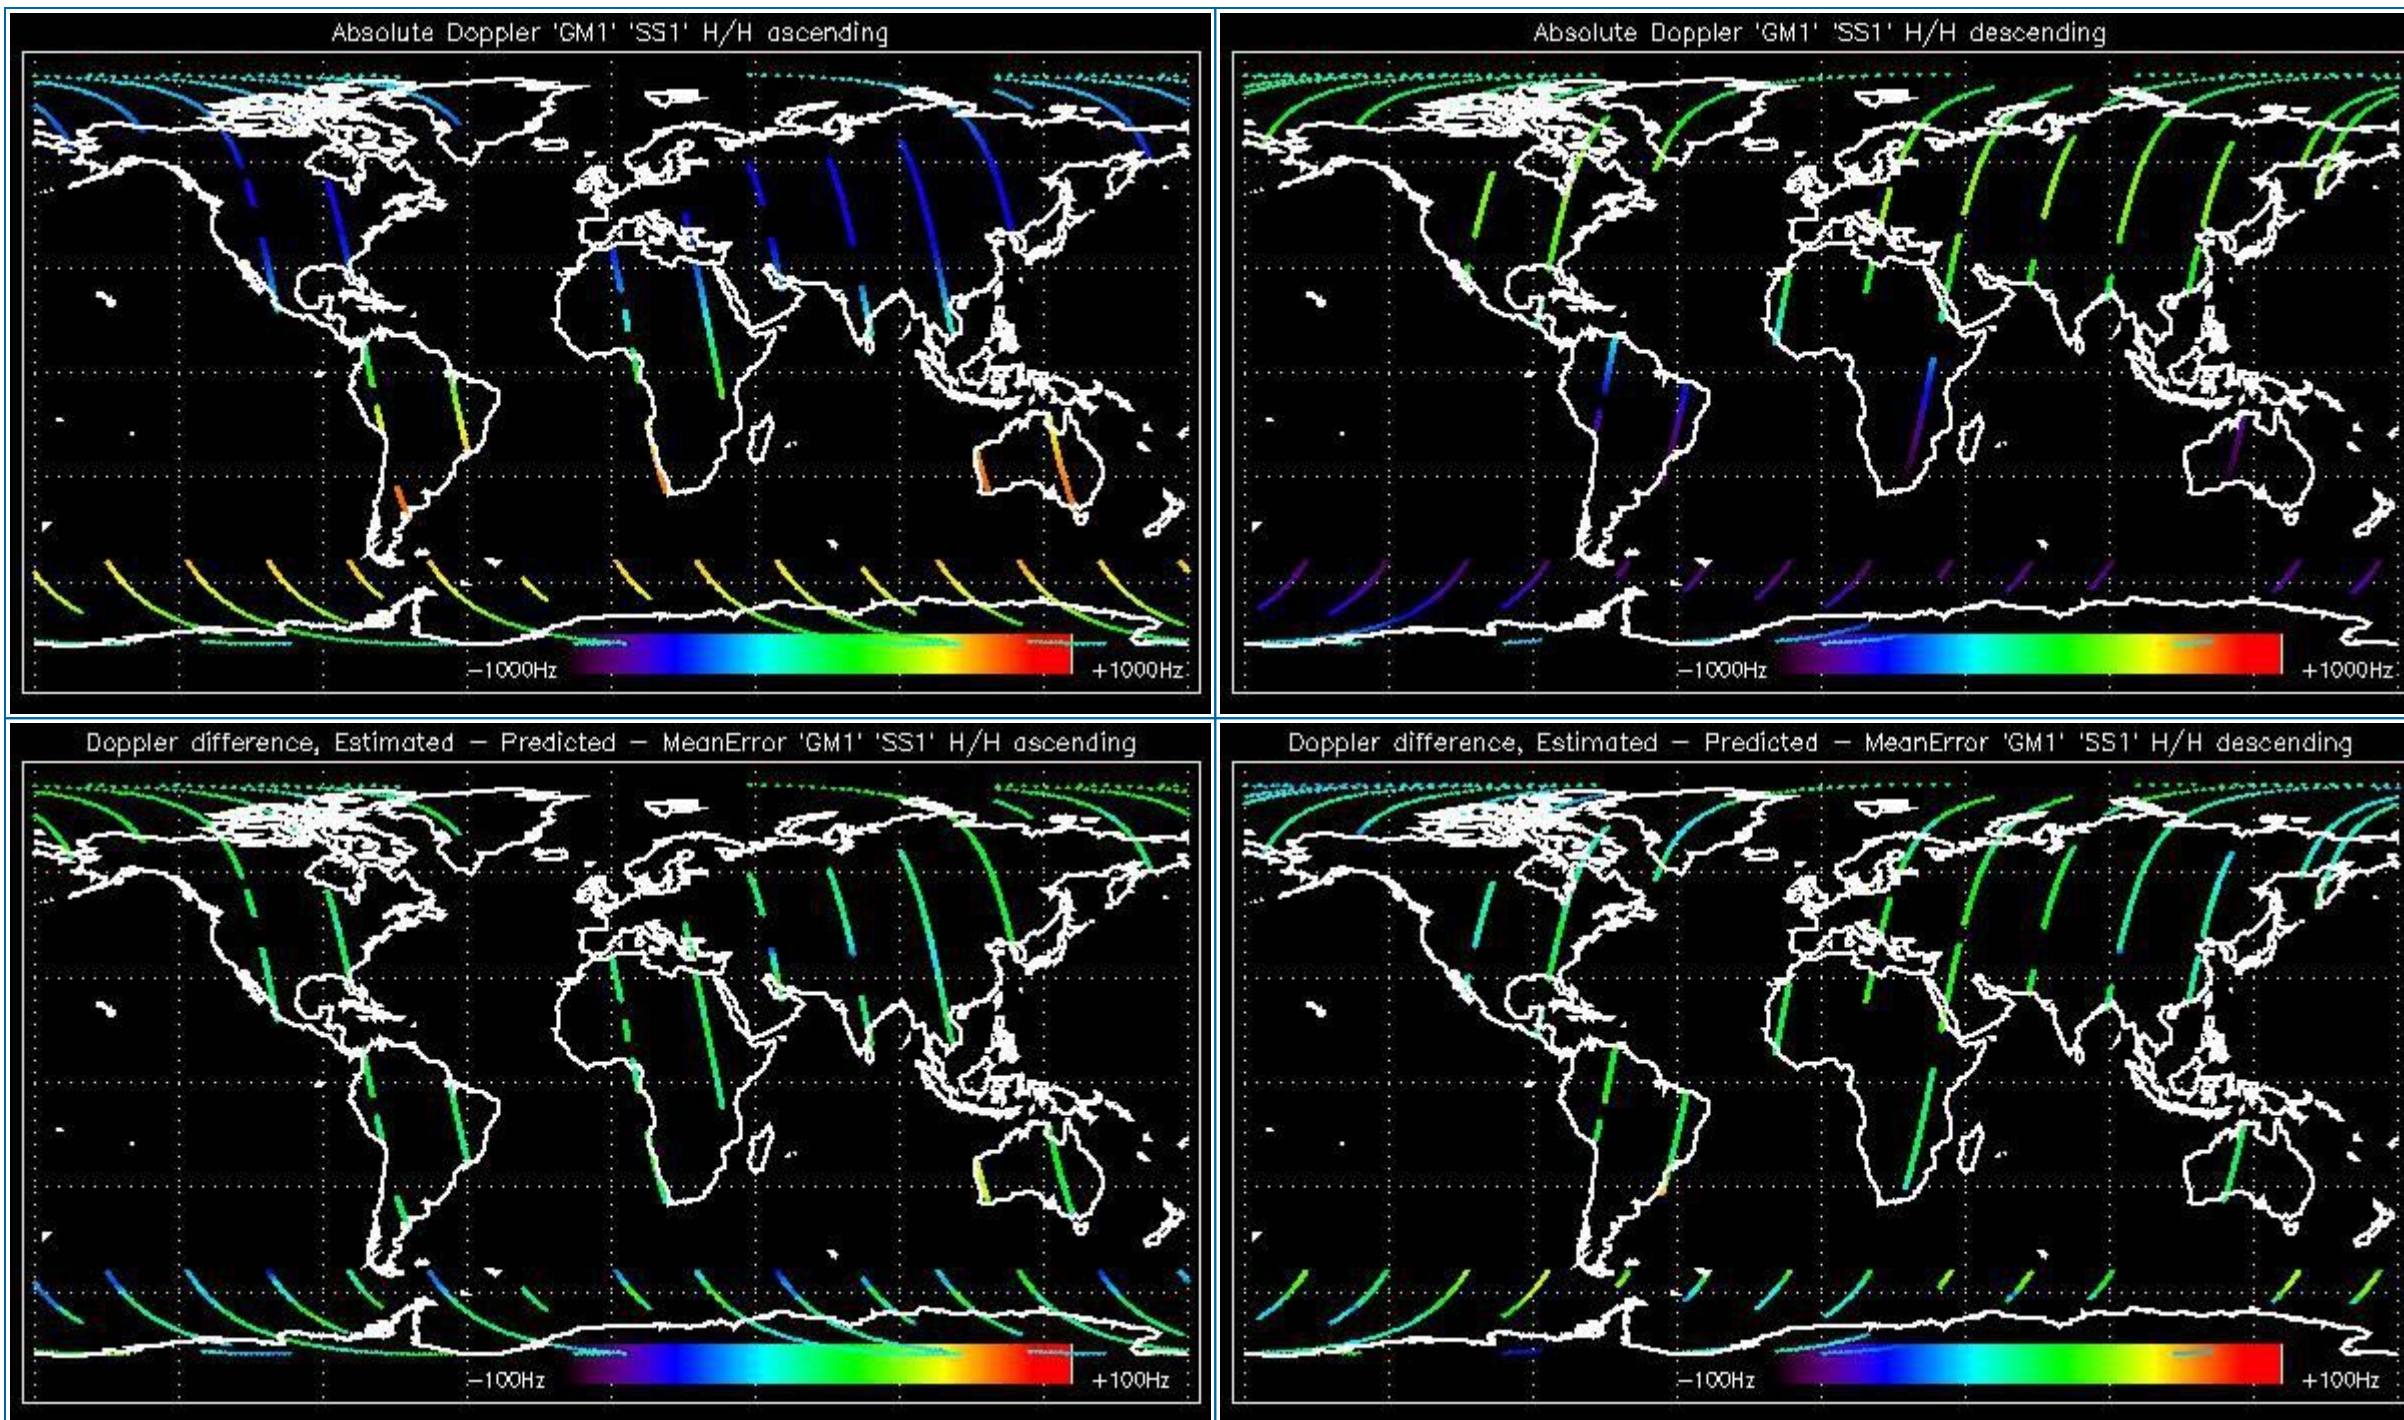 Absolute Doppler 'GM1' 'SS1' H/H ascending
-1000Hz
+1000Hz
Absolute Doppler 'GM1' 'SS1' H/H descending
-1000Hz
+1000Hz
Doppler difference, Estimated - Predicted - MeanError 'GM1' 'SS1' H/H ascending
-100Hz
+100Hz
Doppler difference, Estimated - Predicted - MeanError 'GM1' 'SS1' H/H descending
-100Hz
+100Hz